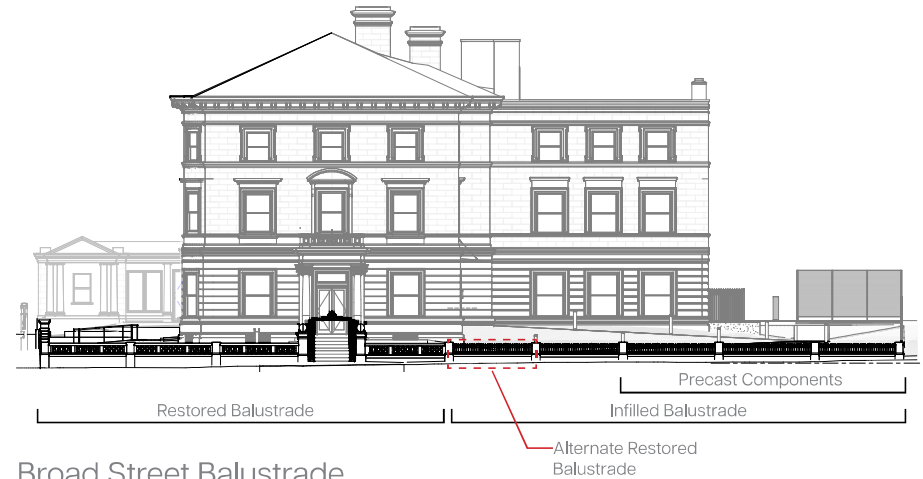 Precast Components
Restored Balustrade
Infilled Balustrade
Alternate Restored
Balustrade
Broad Street Balustrade